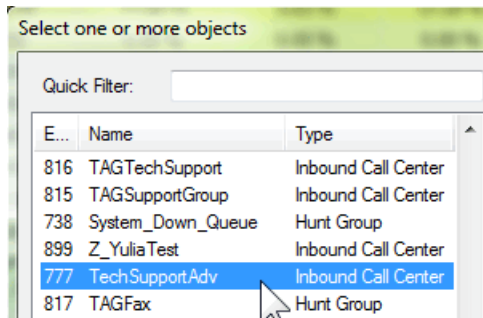 Select one or more objects
Quick Filter:
E... Name Type
816 TAGTechSupport Inbound Call Center
815 TAGSupportGroup Inbound Call Center
738 System_Down_Queue Hunt Group
899 Z_YuliaTest Inbound Call Center
777 TechSupportAdv Inbound Call Center
817 TAGFax Hunt Group